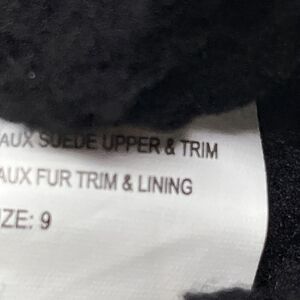 AUX SUEDE UPPER & TRIM
AUX FUR TRIM & LINING
IZE: 9